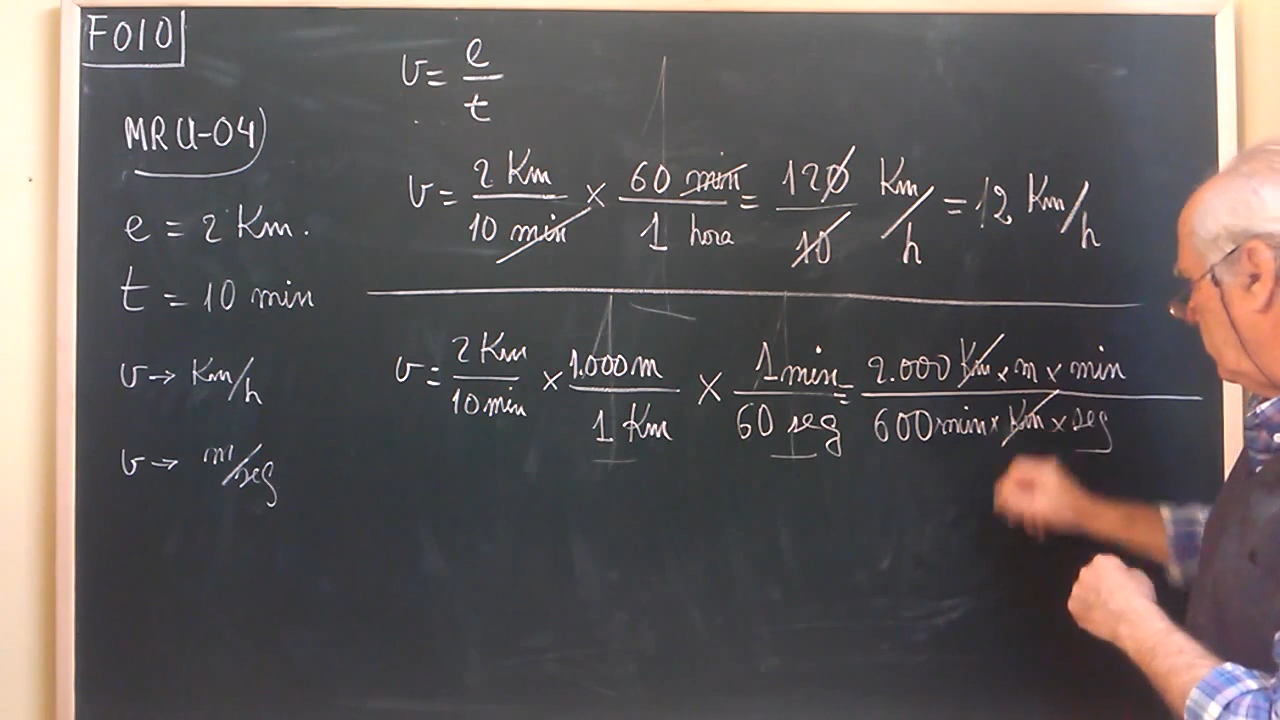 F010
MRU-04)
e = 2 Km.
t = 10 min
v → Km/h
v → m/seg
v = e/t
v = 2 Km/10 min × 60 min/1 hora = 120/10 Km/h = 12 Km/h
v = 2 Km/10 min × 1.000 m/1 Km × 1 min/60 seg = 2.000 Km × m × min/600 min × Km × seg